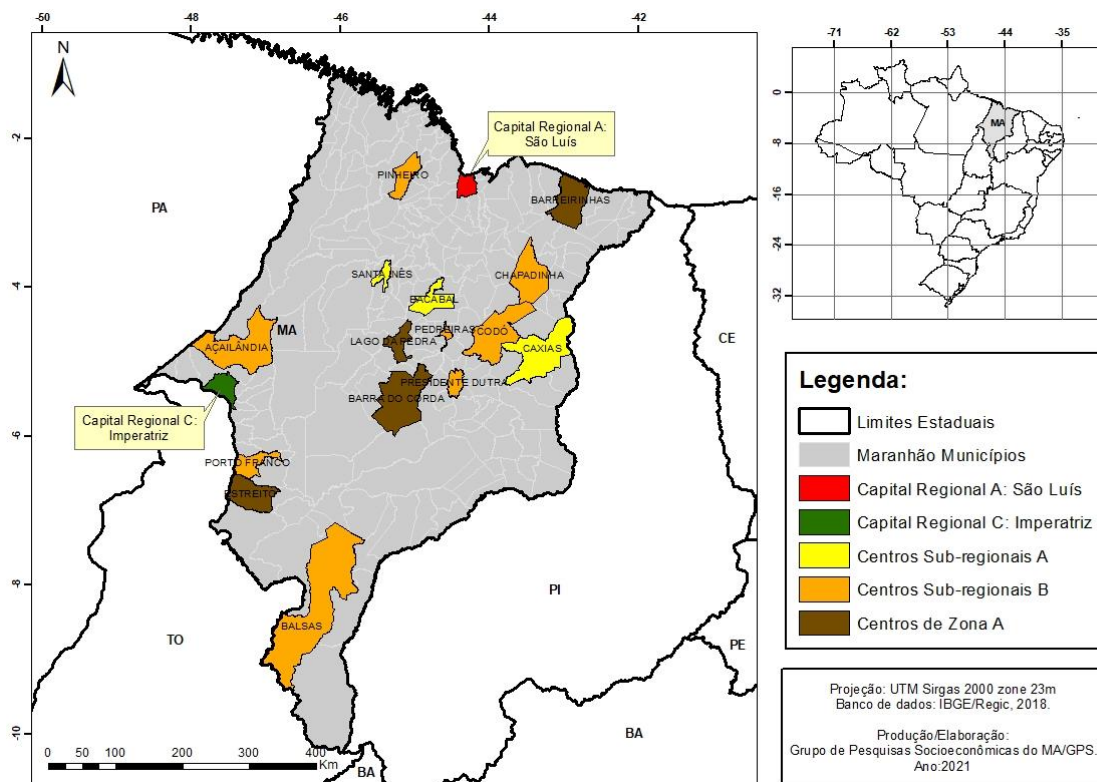 -50
-46
-44
-42
N
-2
-4
-6
-8
-10
Capital Regional A:
São Luís
PINHEIRO
BARREIRINHAS
PA
SANTA INÊS
CHAPADINHA
BACABAL
MA
PEDREIRAS
CODÓ
LAGO DA PEDRA
AÇAILÂNDIA
CAXIAS
CE
PRESIDENTE DUTRA
BARRA DO CORDA
Capital Regional C:
Imperatriz
PORTO FRANCO
ESTREITO
BALSAS
TO
PI
PE
BA
BA
0 50 100 200 300 400
Km
-71
-62
-53
-44
-35
0
-8
-16
-24
-32
MA
Legenda:
Limites Estaduais
Maranhão Municípios
Capital Regional A: São Luís
Capital Regional C: Imperatriz
Centros Sub-regionais A
Centros Sub-regionais B
Centros de Zona A
Projeção: UTM Sirgas 2000 zone 23m
Banco de dados: IBGE/Regic, 2018.
Produção/Elaboração:
Grupo de Pesquisas Socioeconômicas do MA/GPS.
Ano:2021